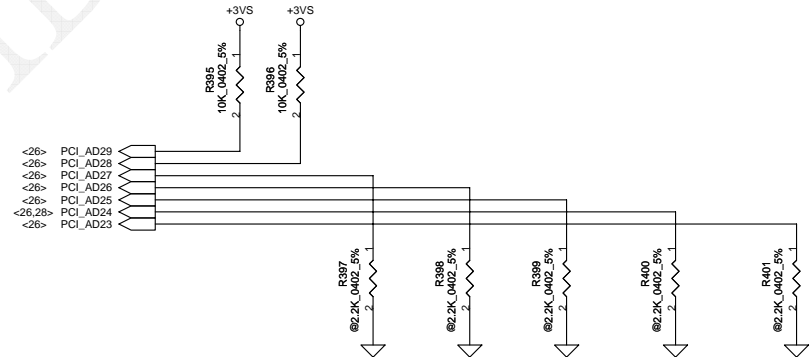 +3VS
+3VS
R395
10K_0402_5%
1
2
R396
10K_0402_5%
1
2
<26> PCI_AD29
<26> PCI_AD28
<26> PCI_AD27
<26> PCI_AD26
<26> PCI_AD25
<26,28> PCI_AD24
<26> PCI_AD23
R397
@2.2K_0402_5%
1
2
R398
@2.2K_0402_5%
1
2
R399
@2.2K_0402_5%
1
2
R400
@2.2K_0402_5%
1
2
R401
@2.2K_0402_5%
1
2